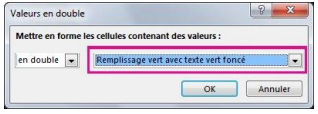 Valeurs en double
Mettre en forme les cellules contenant des valeurs :
en double Remplissage vert avec texte vert foncé
OK Annuler